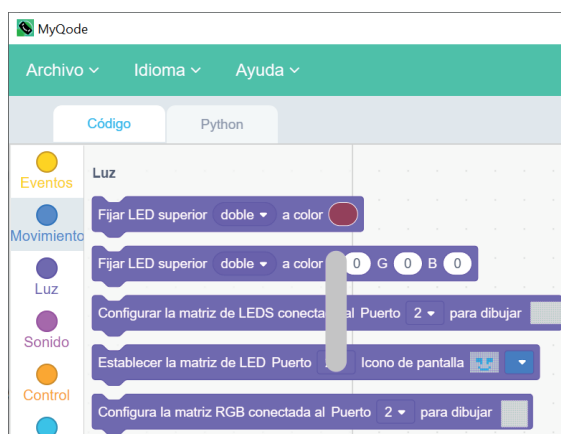 MyQode
Archivo Idioma Ayuda
Código Python
Eventos
Movimiento
Luz
Sonido
Control
Luz
Fijar LED superior doble a color
Fijar LED superior doble a color 0 G 0 B 0
Configurar la matriz de LEDS conecta al Puerto 2 para dibujar
Establecer la matriz de LED Puerto Icono de pantalla
Configura la matriz RGB conectada al Puerto 2 para dibujar